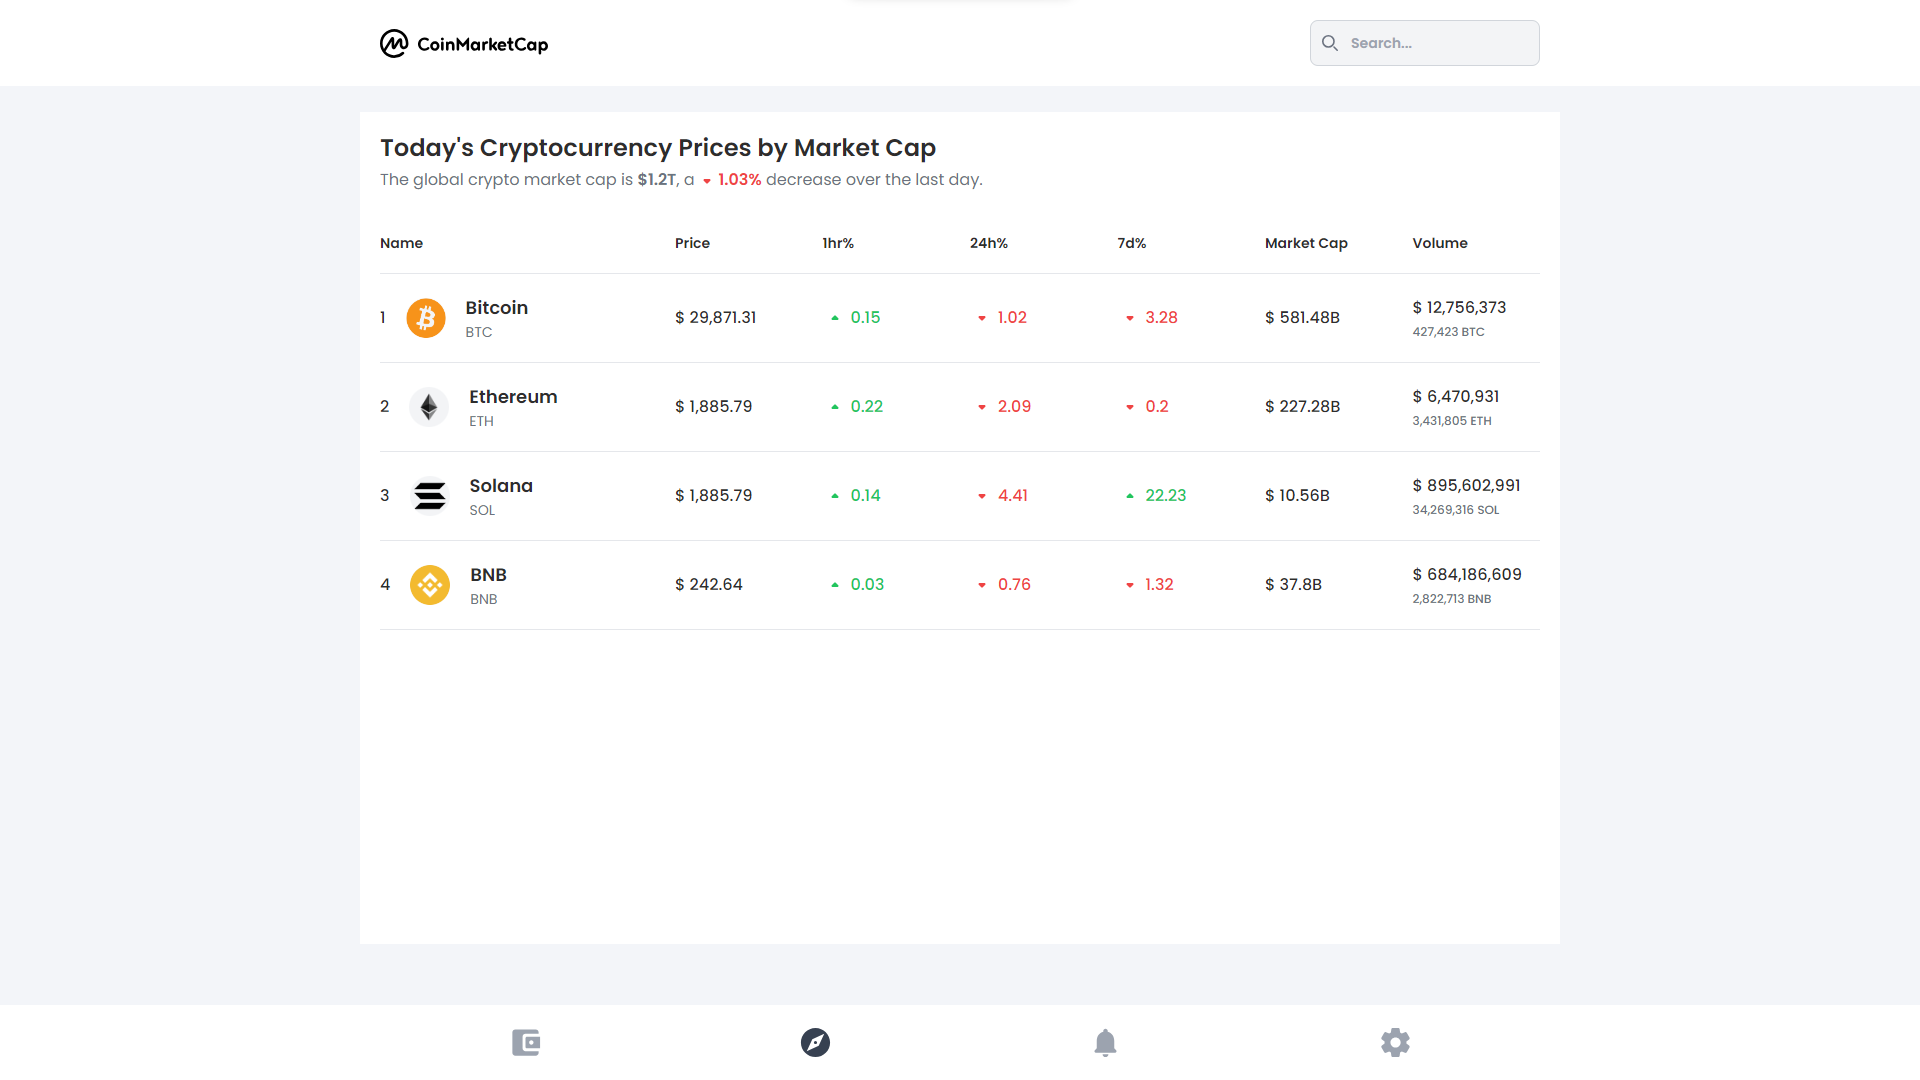 CoinMarketCap
Search...
Today's Cryptocurrency Prices by Market Cap
The global crypto market cap is $1.2T, a 1.03% decrease over the last day.
Name Price 1hr% 24h% 7d% Market Cap Volume
1 Bitcoin BTC $ 29,871.31 0.15 1.02 3.28 $ 581.48B $ 12,756,373
427,423 BTC
2 Ethereum ETH $ 1,885.79 0.22 2.09 0.2 $ 227.28B $ 6,470,931
3,431,805 ETH
3 Solana SOL $ 1,885.79 0.14 4.41 22.23 $ 10.56B $ 895,602,991
34,269,316 SOL
4 BNB BNB $ 242.64 0.03 0.76 1.32 $ 37.8B $ 684,186,609
2,822,713 BNB